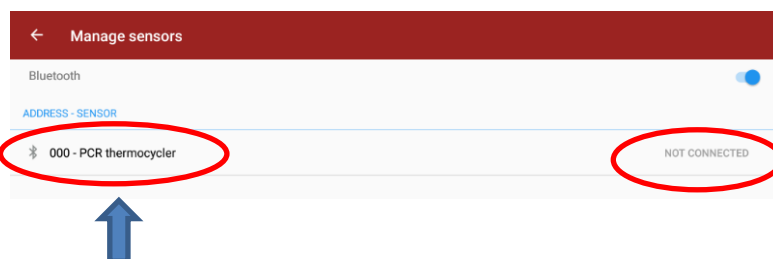 Manage sensors
Bluetooth
ADDRESS - SENSOR
000 - PCR thermocycler NOT CONNECTED